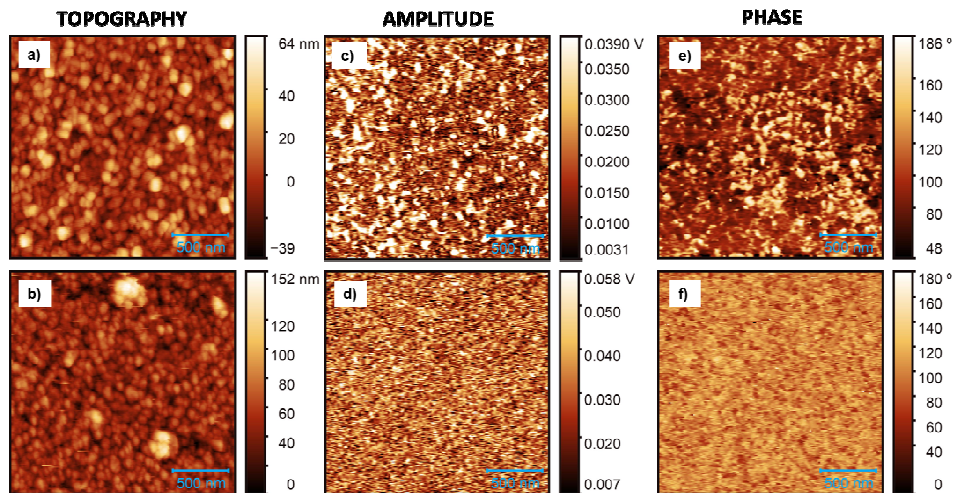 TOPOGRAPHY
AMPLITUDE
PHASE
a)
64 nm
40
20
0
−39
500 nm
c)
0.0390 V
0.0350
0.0300
0.0250
0.0200
0.0150
0.0100
0.0031
500 nm
e)
186 º
160
140
120
100
80
48
500 nm
b)
152 nm
120
100
80
60
40
0
500 nm
d)
0.058 V
0.050
0.040
0.030
0.020
0.007
500 nm
f)
180 º
160
140
120
100
80
60
40
0
500 nm